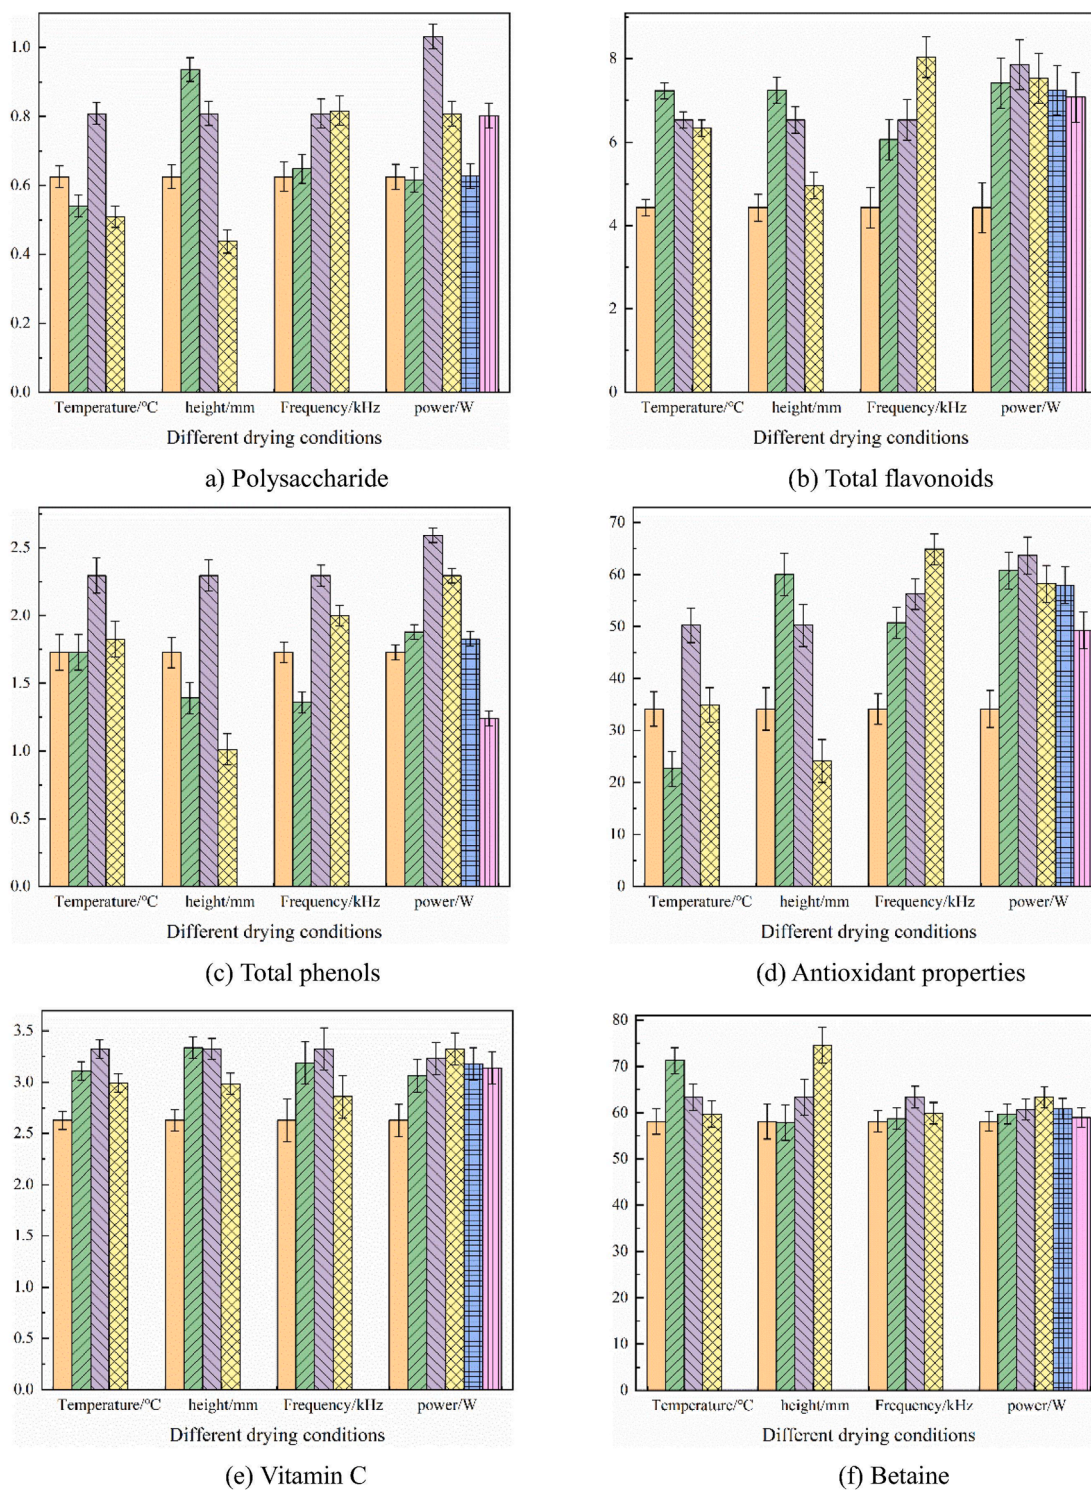 1.0
0.8
0.6
0.4
0.2
0.0
Temperature/°C height/mm Frequency/kHz power/W
Different drying conditions
a) Polysaccharide
8
6
4
2
0
Temperature/°C height/mm Frequency/kHz power/W
Different drying conditions
(b) Total flavonoids
2.5
2.0
1.5
1.0
0.5
0.0
Temperature/°C height/mm Frequency/kHz power/W
Different drying conditions
(c) Total phenols
70
60
50
40
30
20
10
0
Temperature/°C height/mm Frequency/kHz power/W
Different drying conditions
(d) Antioxidant properties
3.5
3.0
2.5
2.0
1.5
1.0
0.5
0.0
Temperature/°C height/mm Frequency/kHz power/W
Different drying conditions
(e) Vitamin C
80
70
60
50
40
30
20
10
0
Temperature/°C height/mm Frequency/kHz power/W
Different drying conditions
(f) Betaine